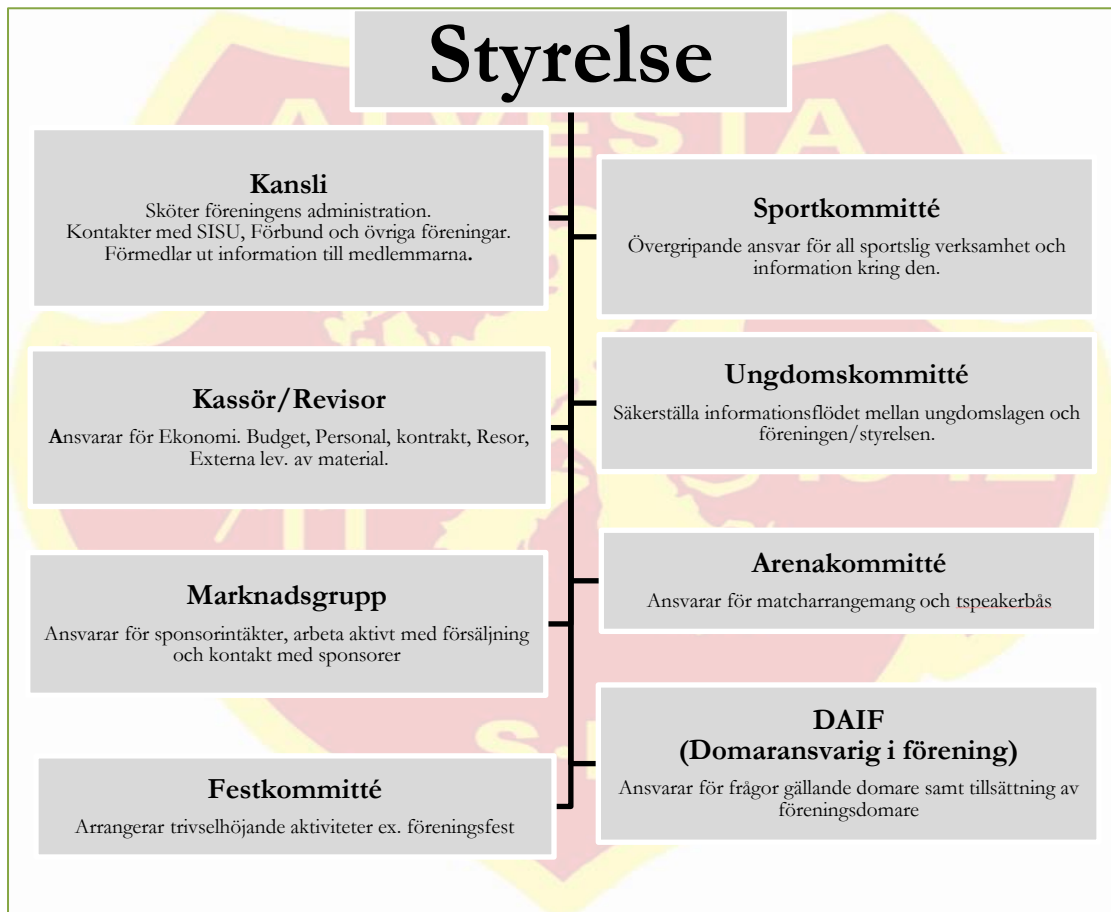 Styrelse
ALVESTA
Kansli
Sköter föreningens administration.
Kontakter med SISU, Förbund och övriga föreningar.
Förmedlar ut information till medlemmarna.
Sportkommitté
Övergripande ansvar för all sportslig verksamhet och
information kring den.
Kassör/Revisor
Ansvarar för Ekonomi. Budget, Personal, kontrakt, Resor,
Externa lev. av material.
Ungdomskommitté
Säkerställa informationsflödet mellan ungdomslagen och
föreningen/styrelsen.
Marknadsgrupp
Ansvarar för sponsorintäkter, arbeta aktivt med försäljning
och kontakt med sponsorer
Arenakommitté
Ansvarar för matcharrangemang och tspeakerbås
Festkommitté
Arrangerar trivselhöjande aktiviteter ex. föreningsfest
DAIF
(Domaransvarig i förening)
Ansvarar för frågor gällande domare samt tillsättning av
föreningsdomare